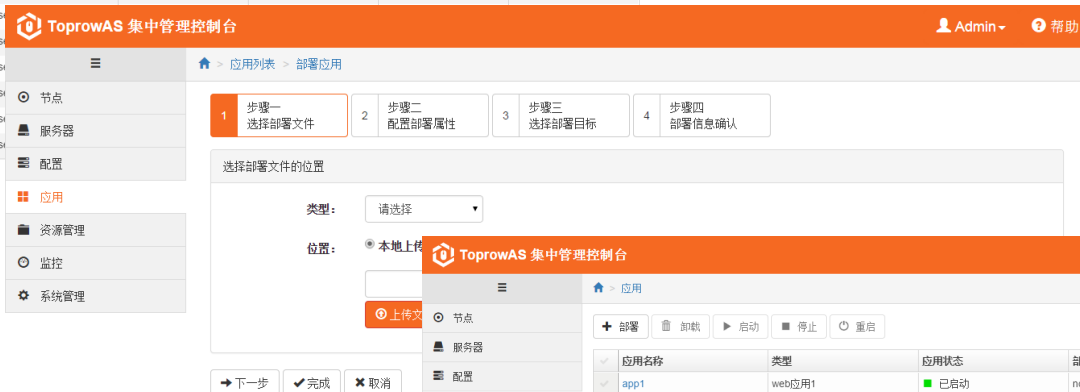 ToprowAS 集中管理控制台
Admin
帮助
> 应用列表 > 部署应用
节点
服务器
配置
应用
资源管理
监控
系统管理
1 步骤一
选择部署文件
2 步骤二
配置部署属性
3 步骤三
选择部署目标
4 步骤四
部署信息确认
选择部署文件的位置
类型： 请选择
位置： 本地上传
上传文
下一步 完成 取消
ToprowAS 集中管理控制台
> 应用
节点
服务器
配置
部署 卸载 启动 停止 重启
应用名称 类型 应用状态
app1 web应用1 已启动